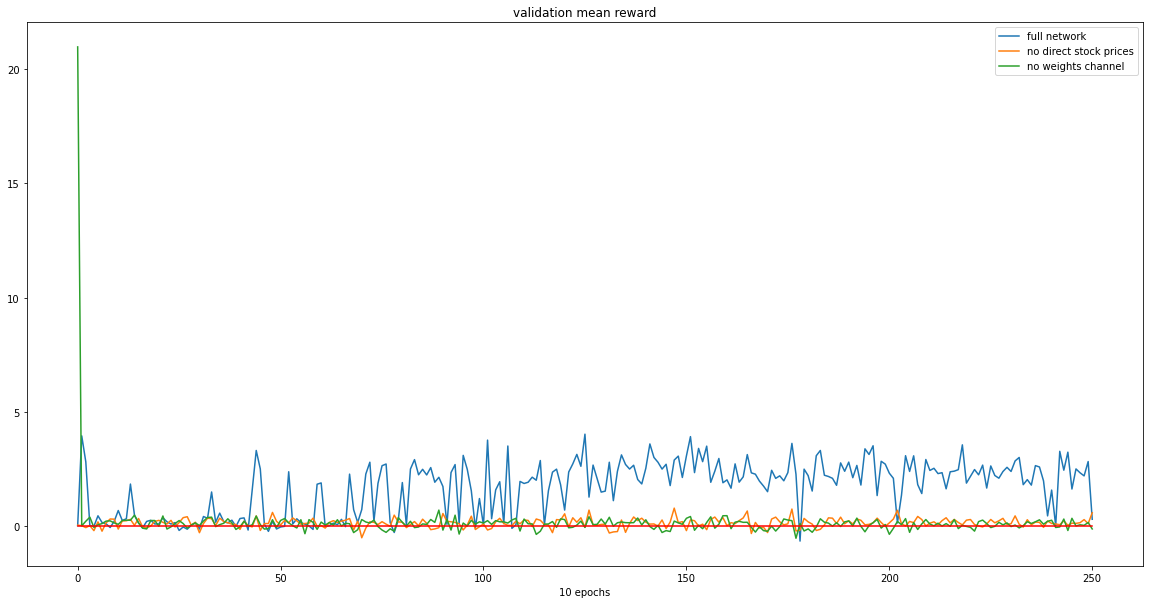 validation mean reward
full network
no direct stock prices
no weights channel
20
15
10
5
0
0
50
100
150
200
250
10 epochs